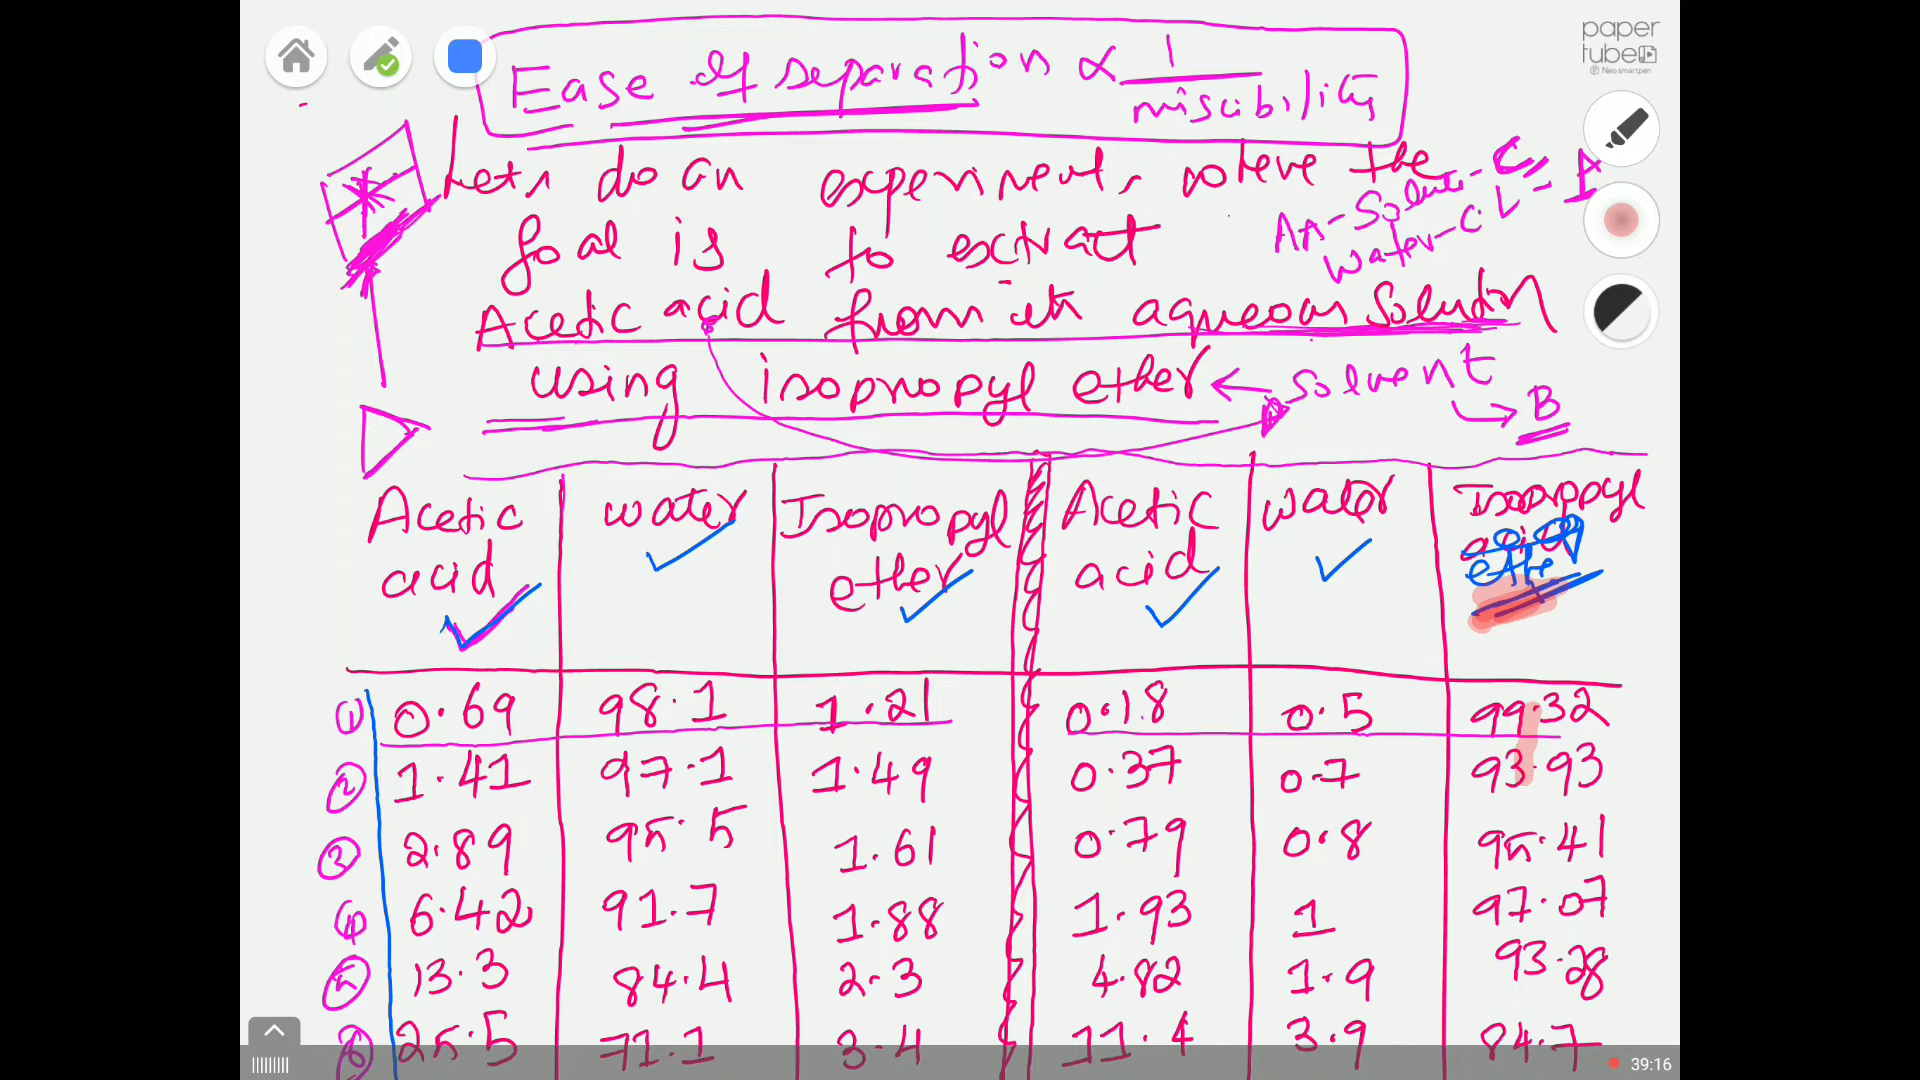 Ease of separation ∝ 1 / miscibility
paper
tube
Neo smartpen
Lets do an experiment, where the
goal is to extract
AA - Solute - C
Water - C.L - A
Acetic acid from its aqueous solution
using isopropyl ether ← solvent
B
Acetic acid | water | Isopropyl ether | Acetic acid | water | Isopropyl ether
① 0.69 98.1 1.21 0.18 0.5 99.32
② 1.41 97.1 1.49 0.37 0.7 93.93
③ 2.89 95.5 1.61 0.79 0.8 95.41
④ 6.42 91.7 1.88 1.93 1 97.07
⑤ 13.3 84.4 2.3 4.82 1.9 93.28
⑥ 25.5 71.1 3.4 11.4 3.9 84.7
39:16